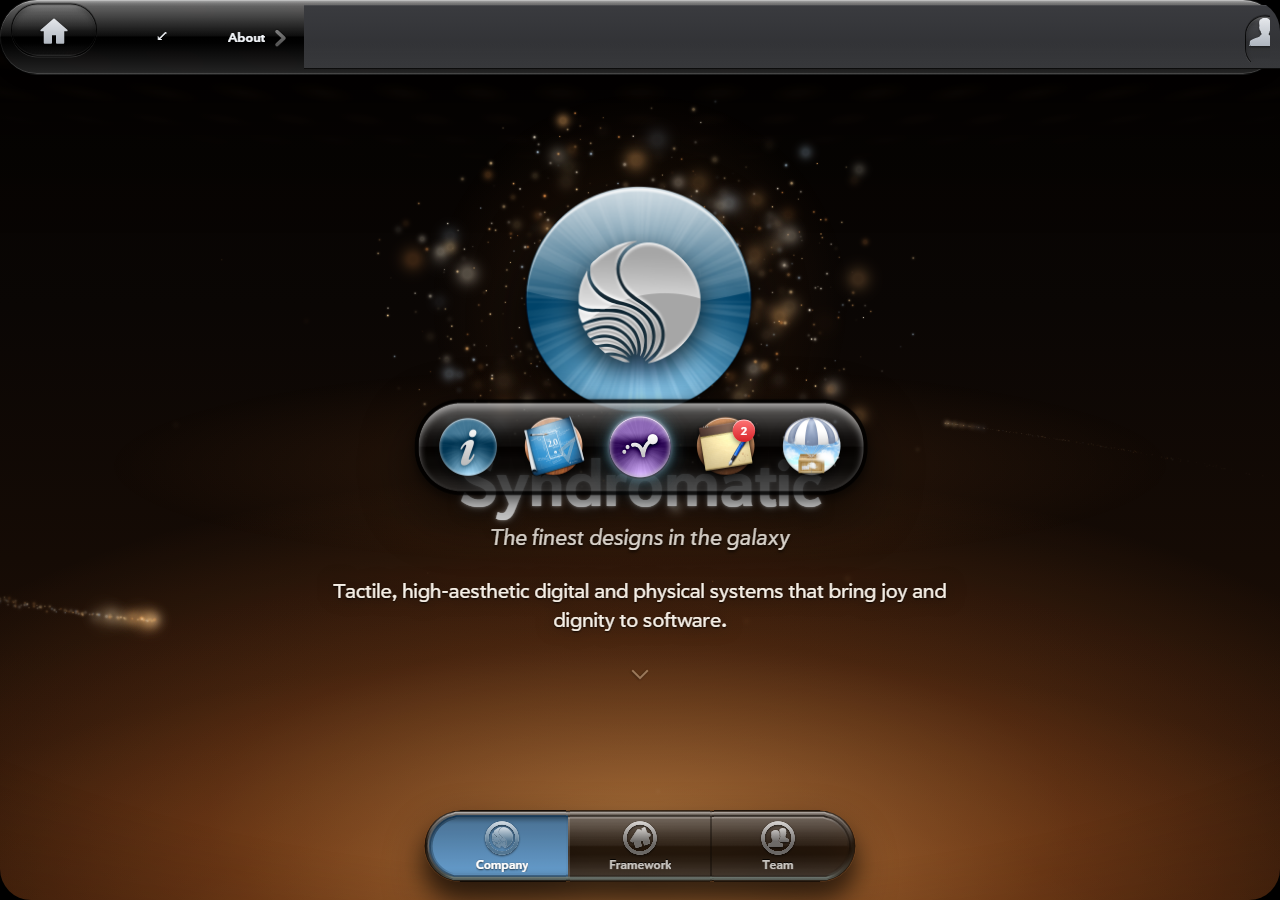 About
2.0
2
Syndromatic
The finest designs in the galaxy
Tactile, high-aesthetic digital and physical systems that bring joy and
dignity to software.
Company
Framework
Team